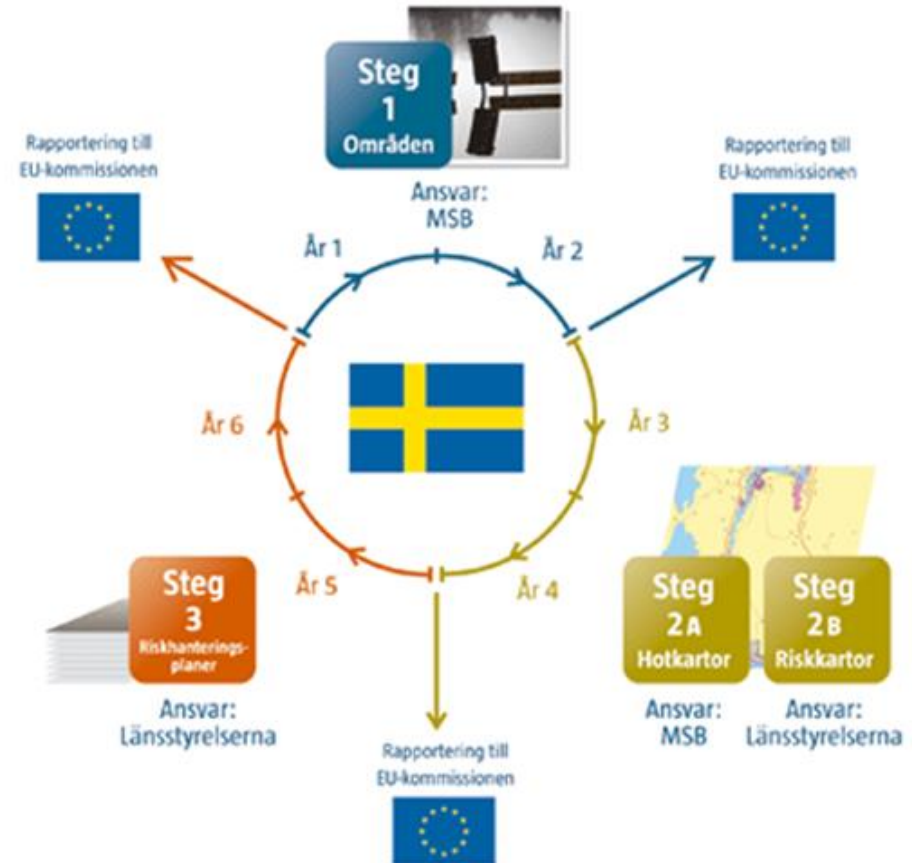 Steg
1
Områden
Ansvar:
MSB
Rapportering till
EU-kommissionen
Rapportering till
EU-kommissionen
År 1
År 2
År 6
År 3
År 5
År 4
Steg
3
Riskhanterings-
planer
Ansvar:
Länsstyrelserna
Steg
2A
Hotkartor
Ansvar:
MSB
Steg
2B
Riskkartor
Ansvar:
Länsstyrelserna
Rapportering till
EU-kommissionen